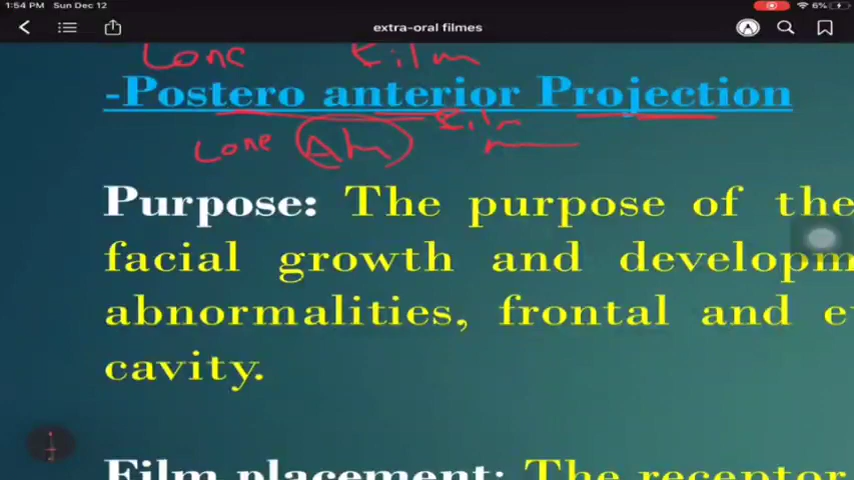 1:54 PM Sun Dec 12
6%
extra-oral filmes
Cone Film
-Postero anterior Projection
Film
Cone
Purpose: The purpose of the
facial growth and developm
abnormalities, frontal and e
cavity.
Film placement: The receptor